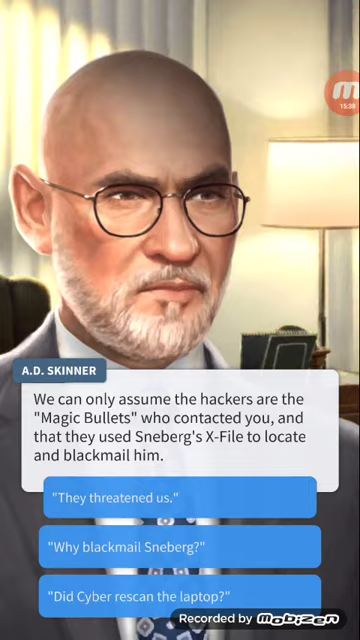 15:38
A.D. SKINNER
We can only assume the hackers are the
"Magic Bullets" who contacted you, and
that they used Sneberg's X-File to locate
and blackmail him.
"They threatened us."
"Why blackmail Sneberg?"
"Did Cyber rescan the laptop?"
Recorded by Mobizen